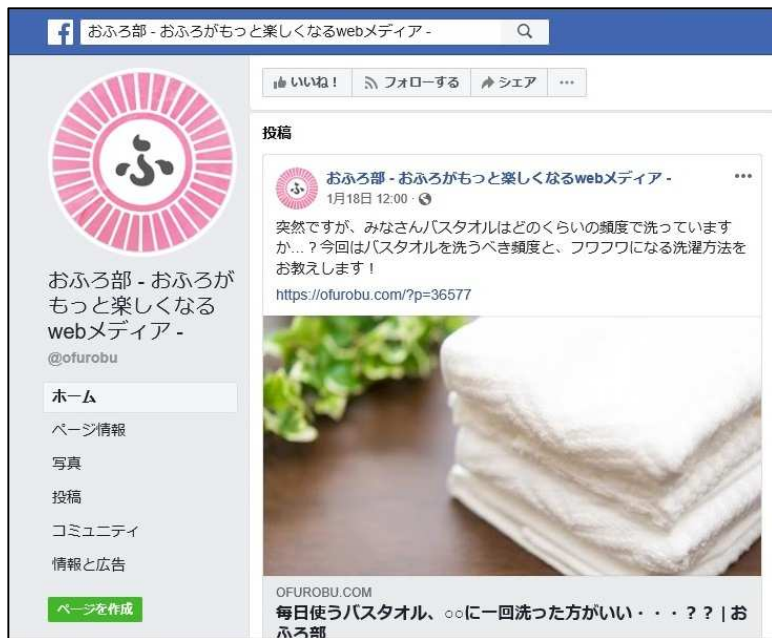 おふろ部 - おふろがもっと楽しくなるwebメディア -
いいね！
フォローする
シェア
…
ふ
おふろ部 - おふろが
もっと楽しくなる
webメディア -
@ofurobu
ホーム
ページ情報
写真
投稿
コミュニティ
情報と広告
ページを作成
投稿
ふ
おふろ部 - おふろがもっと楽しくなるwebメディア -
1月18日 12:00 ·
突然ですが、みなさんバスタオルはどのくらいの頻度で洗っています
か…？今回はバスタオルを洗うべき頻度と、フワフワになる洗濯方法を
お教えします！
https://ofurobu.com/?p=36577
OFUROBU.COM
毎日使うバスタオル、○○に一回洗った方がいい・・・？？ | お
ふろ部